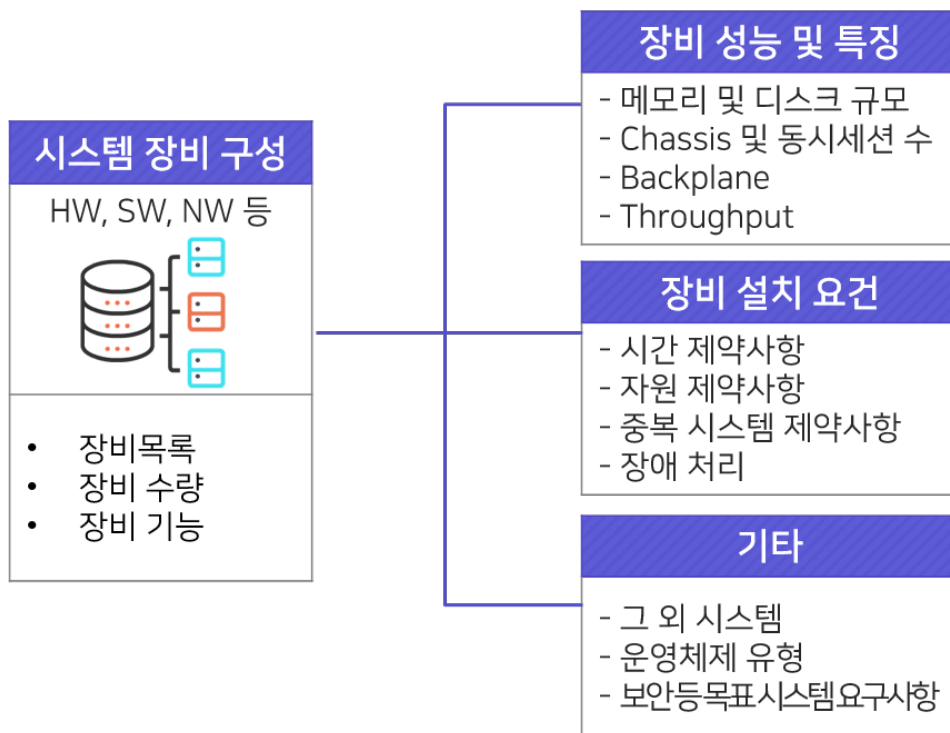 시스템 장비 구성
HW, SW, NW 등
• 장비목록
• 장비 수량
• 장비 기능
장비 성능 및 특징
- 메모리 및 디스크 규모
- Chassis 및 동시세션 수
- Backplane
- Throughput
장비 설치 요건
- 시간 제약사항
- 자원 제약사항
- 중복 시스템 제약사항
- 장애 처리
기타
- 그 외 시스템
- 운영체제 유형
- 보안등목표시스템요구사항